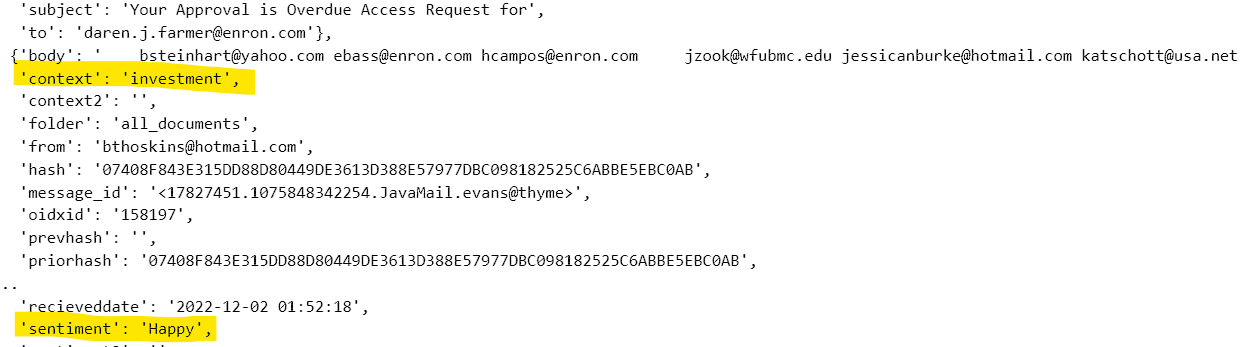 'subject': 'Your Approval is Overdue Access Request for',
'to': 'daren.j.farmer@enron.com'},
{'body': '    bsteinhart@yahoo.com ebass@enron.com hcampos@enron.com     jzook@wfubmc.edu jessicanburke@hotmail.com katschott@usa.net
'context': 'investment',
'context2': '',
'folder': 'all_documents',
'from': 'bthoskins@hotmail.com',
'hash': '07408F843E315DD88D80449DE3613D388E57977DBC098182525C6ABBE5EBC0AB',
'message_id': '<17827451.1075848342254.JavaMail.evans@thyme>',
'oidxid': '158197',
'prevhash': '',
'priorhash': '07408F843E315DD88D80449DE3613D388E57977DBC098182525C6ABBE5EBC0AB',
..
'recieveddate': '2022-12-02 01:52:18',
'sentiment': 'Happy',